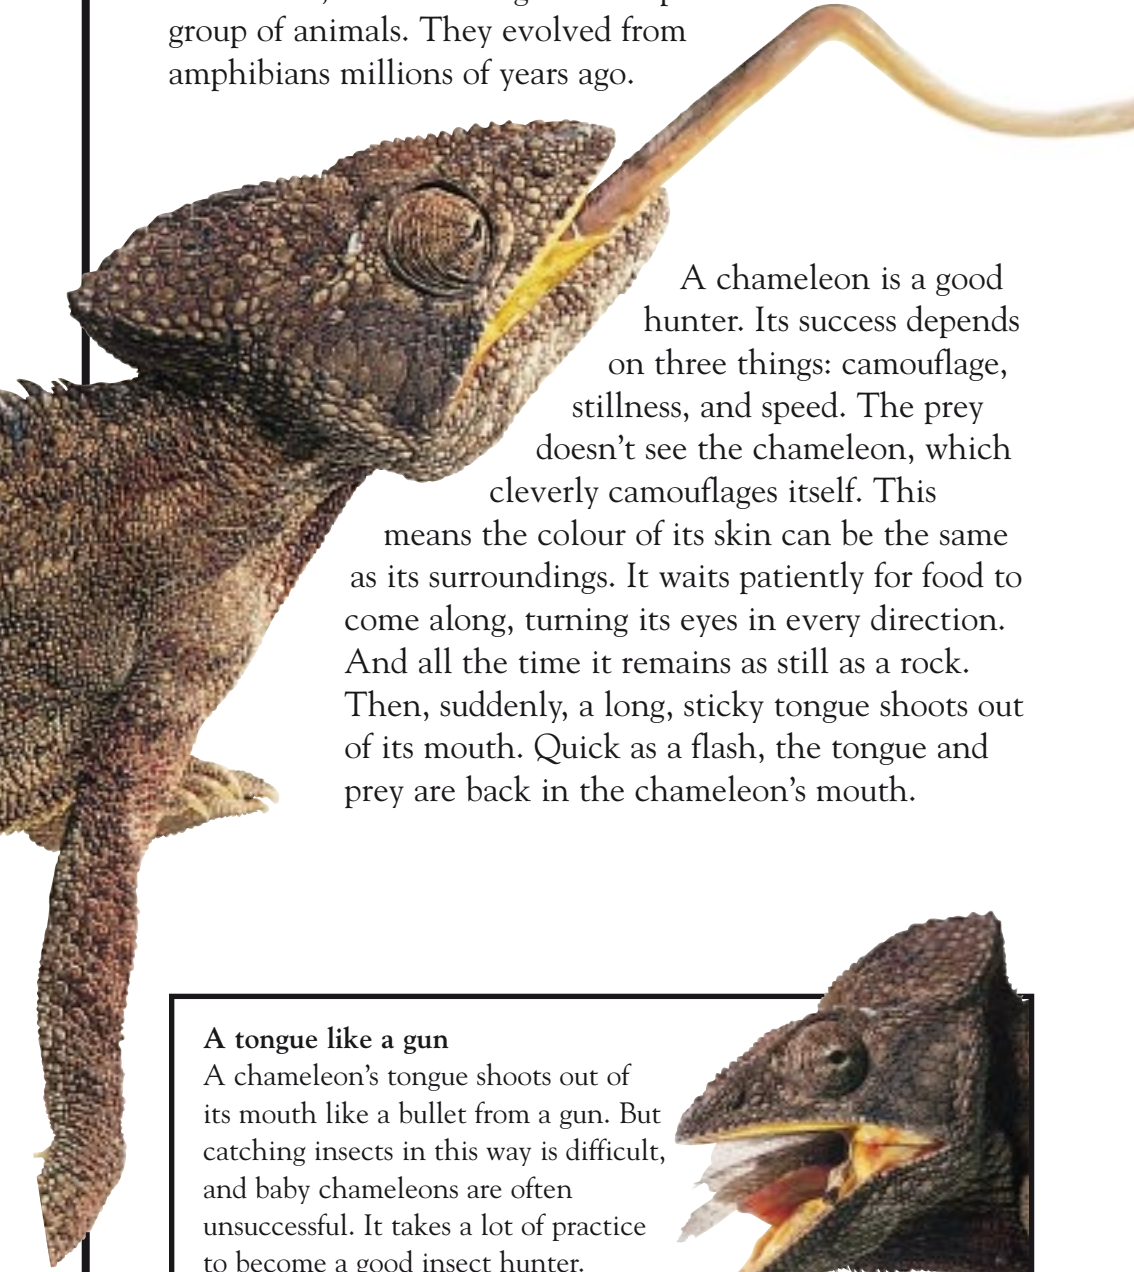 group of animals. They evolved from
amphibians millions of years ago.
A chameleon is a good
hunter. Its success depends
on three things: camouflage,
stillness, and speed. The prey
doesn’t see the chameleon, which
cleverly camouflages itself. This
means the colour of its skin can be the same
as its surroundings. It waits patiently for food to
come along, turning its eyes in every direction.
And all the time it remains as still as a rock.
Then, suddenly, a long, sticky tongue shoots out
of its mouth. Quick as a flash, the tongue and
prey are back in the chameleon’s mouth.
A tongue like a gun
A chameleon’s tongue shoots out of
its mouth like a bullet from a gun. But
catching insects in this way is difficult,
and baby chameleons are often
unsuccessful. It takes a lot of practice
to become a good insect hunter.